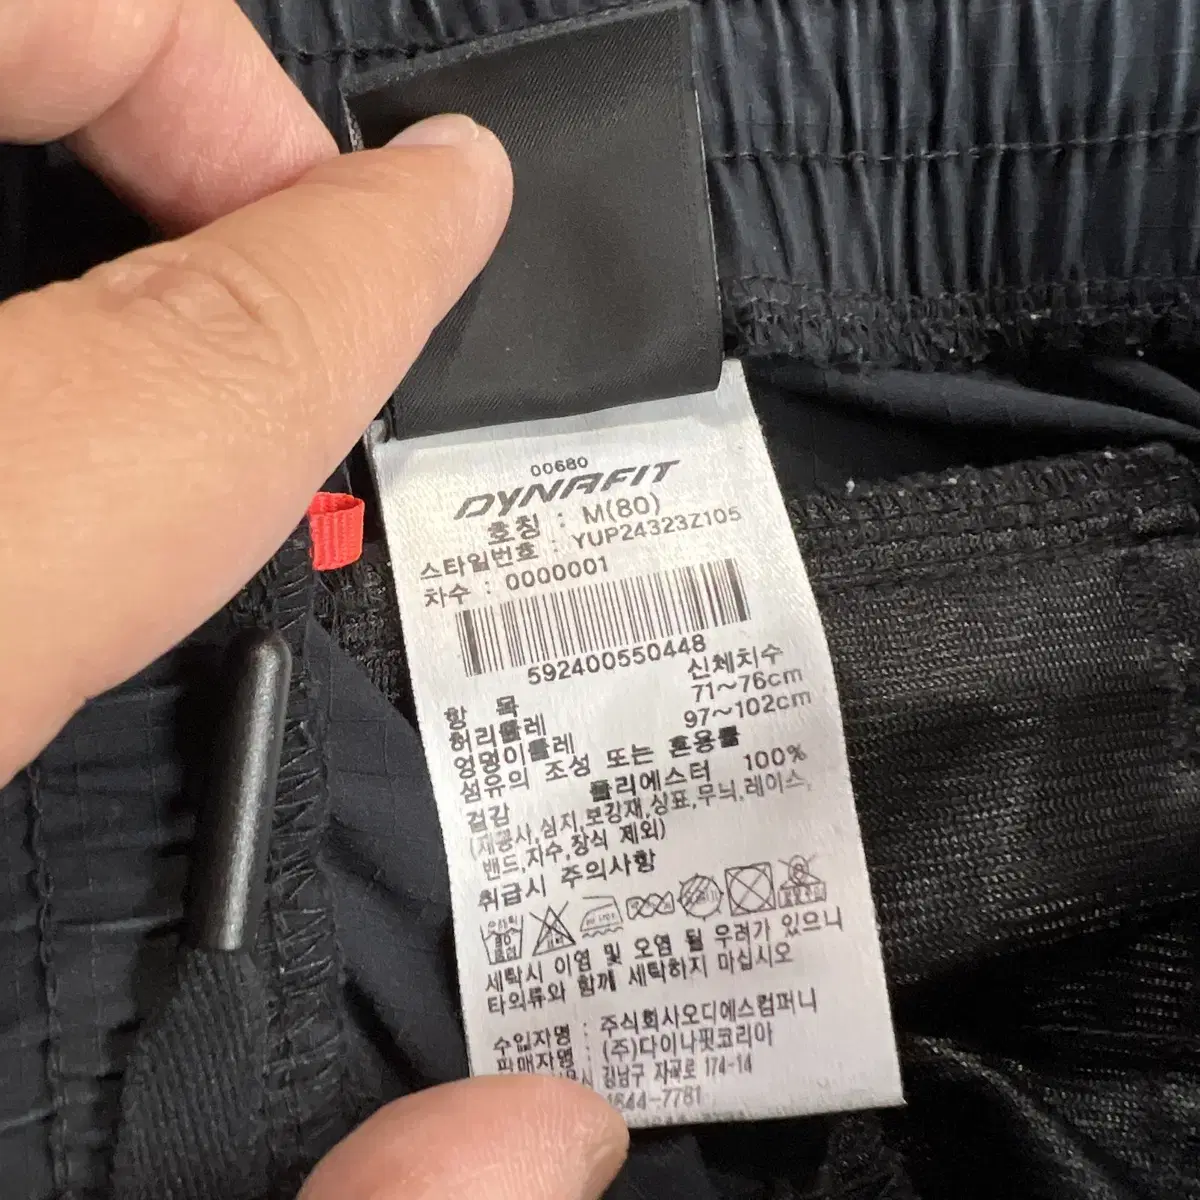 00680
DYNAFIT
호칭 : M(80)
스타일번호 : YUP24323Z105
차수 : 0000001
592400550448
항 목 신체치수
허리둘레 71~76cm
엉덩이둘레 97~102cm
섬유의 조성 또는 혼용률
겉감 폴리에스터 100%
(재공사,심지,보강재,상표,무늬,레이스,
밴드,자수,장식 제외)
취급시 주의사항
세탁시 이염 및 오염 될 우려가 있으니
타의류와 함께 세탁하지 마십시오
수입자명 : 주식회사오디에스컴퍼니
판매자명 : (주)다이나핏코리아
강남구 자곡로 174-14
1644-7781